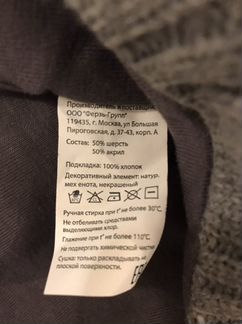 Производитель и поставщик:
ООО "Ферзь-Групп"
119435, г. Москва, ул Большая
Пироговская, д. 37-43, корп. А
Состав: 50% шерсть
50% акрил
Подкладка: 100% хлопок
Декоративный элемент: натур.
мех енота, некрашеный
Ручная стирка при t° не более 30°C.
Не отбеливать средствами
выделяющими хлор.
Глажение при t° не более 110°C.
Не подвергать химической чистке
Сушка: только раскладывать на
плоской поверхности.